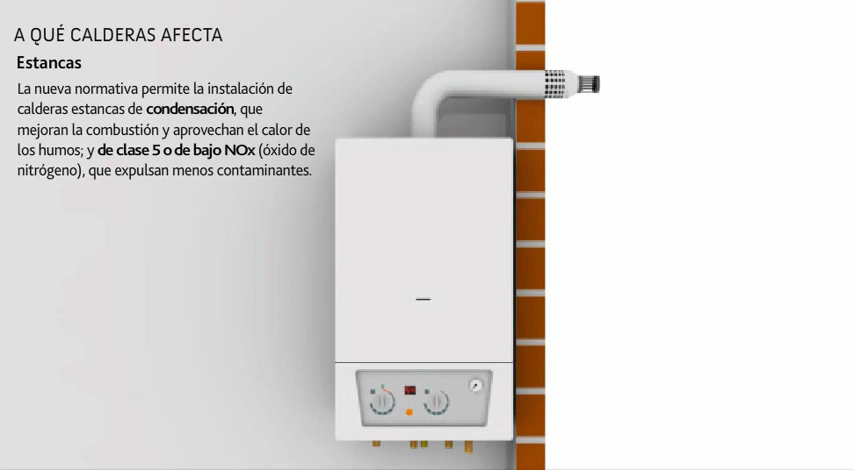 A QUÉ CALDERAS AFECTA
Estancas
La nueva normativa permite la instalación de
calderas estancas de condensación, que
mejoran la combustión y aprovechan el calor de
los humos; y de clase 5 o de bajo NOx (óxido de
nitrógeno), que expulsan menos contaminantes.